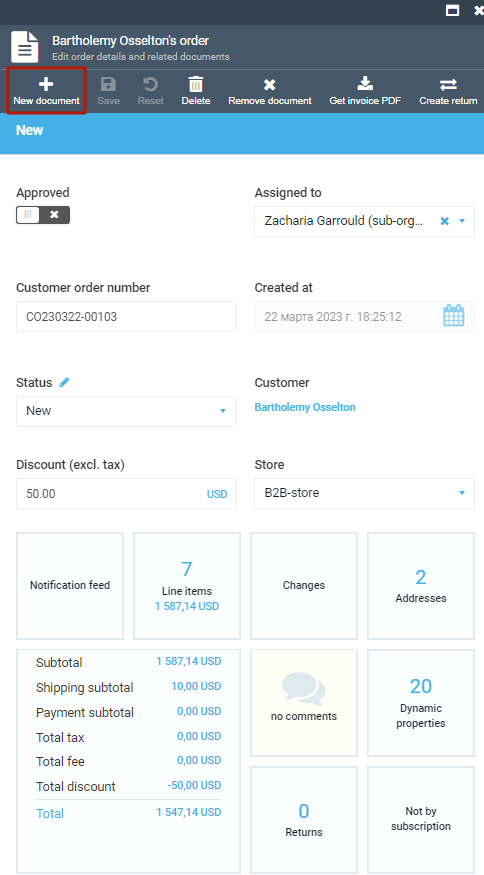 Bartholemy Osselton's order
Edit order details and related documents
New document Save Reset Delete Remove document Get invoice PDF Create return
New
Approved Assigned to
Zacharia Garrould (sub-org...
Customer order number Created at
CO230322-00103 22 марта 2023 г. 18:25:12
Status Customer
New Bartholemy Osselton
Discount (excl. tax) Store
50.00 USD B2B-store
Notification feed
7
Line items
1 587,14 USD
Changes
2
Addresses
Subtotal 1 587,14 USD
Shipping subtotal 10,00 USD
Payment subtotal 0,00 USD
Total tax 0,00 USD
Total fee 0,00 USD
Total discount -50,00 USD
Total 1 547,14 USD
no comments
20
Dynamic
properties
0
Returns
Not by
subscription